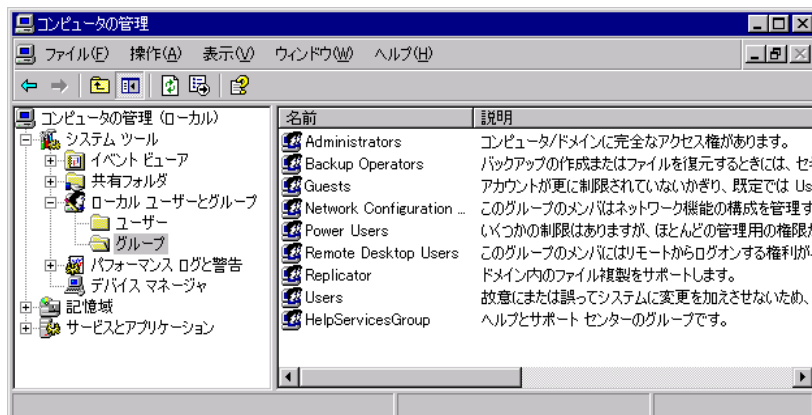 コンピュータの管理
ファイル(F) 操作(A) 表示(V) ウィンドウ(W) ヘルプ(H)
コンピュータの管理 (ローカル)
システム ツール
イベント ビューア
共有フォルダ
ローカル ユーザーとグループ
ユーザー
グループ
パフォーマンス ログと警告
デバイス マネージャ
記憶域
サービスとアプリケーション
名前 説明
Administrators コンピュータ/ドメインに完全なアクセス権があります。
Backup Operators バックアップの作成またはファイルを復元するときには、セキ
Guests アカウントが更に制限されていないかぎり、既定では Us
Network Configuration ... このグループのメンバはネットワーク機能の構成を管理す
Power Users いくつかの制限はありますが、ほとんどの管理用の権限が
Remote Desktop Users このグループのメンバにはリモートからログオンする権利が
Replicator ドメイン内のファイル複製をサポートします。
Users 故意にまたは誤ってシステムに変更を加えさせないため、
HelpServicesGroup ヘルプとサポート センターのグループです。